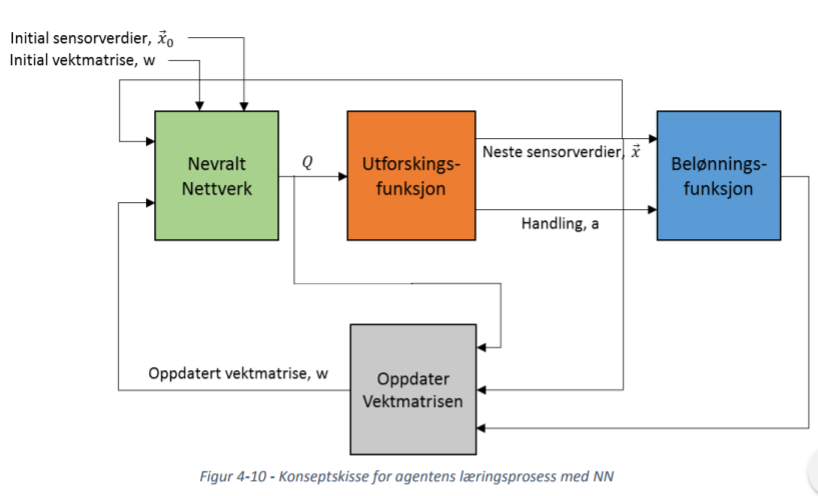 Initial sensorverdier, x⃗₀
Initial vektmatrise, w
Nevralt
Nettverk
Q
Utforskings-
funksjon
Neste sensorverdier, x⃗
Handling, a
Belønnings-
funksjon
Oppdatert vektmatrise, w
Oppdater
Vektmatrisen
Figur 4-10 - Konseptskisse for agentens læringsprosess med NN